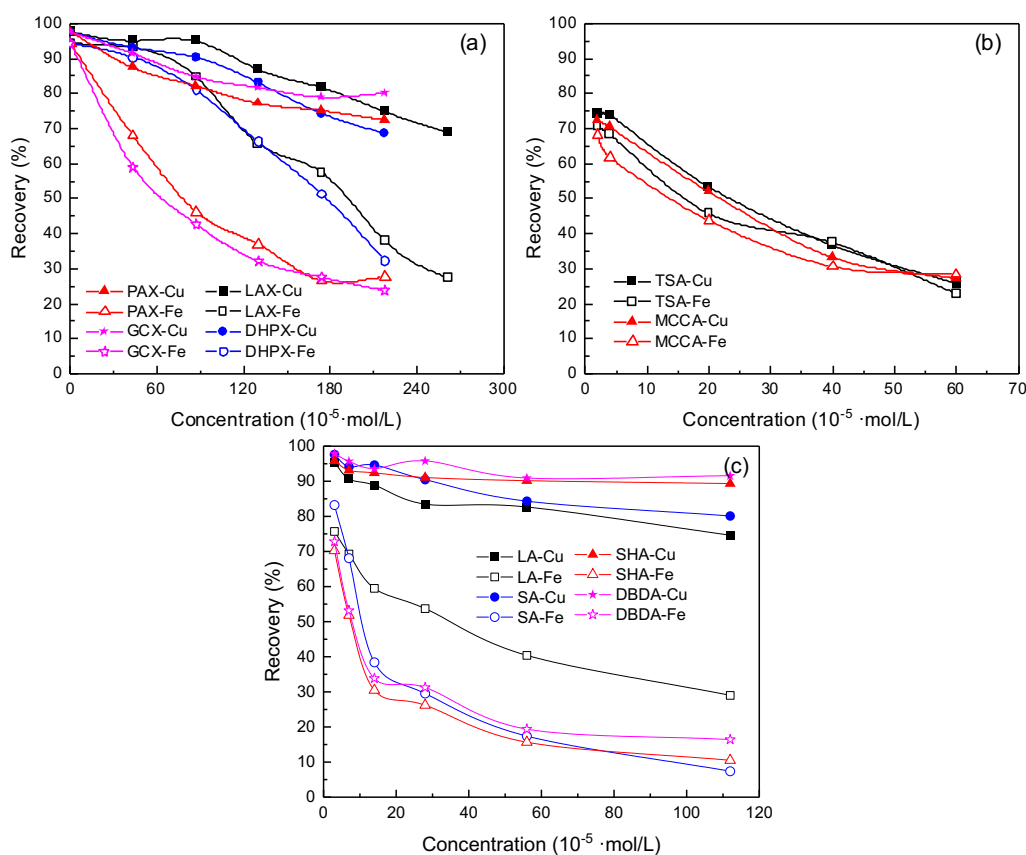 (a)
Recovery (%)
100
90
80
70
60
50
40
30
20
10
0
PAX-Cu
PAX-Fe
GCX-Cu
GCX-Fe
LAX-Cu
LAX-Fe
DHPX-Cu
DHPX-Fe
0 60 120 180 240 300
Concentration (10⁻⁵·mol/L)
(b)
Recovery (%)
100
90
80
70
60
50
40
30
20
10
0
TSA-Cu
TSA-Fe
MCCA-Cu
MCCA-Fe
0 10 20 30 40 50 60 70
Concentration (10⁻⁵·mol/L)
(c)
Recovery (%)
100
90
80
70
60
50
40
30
20
10
0
LA-Cu
LA-Fe
SA-Cu
SA-Fe
SHA-Cu
SHA-Fe
DBDA-Cu
DBDA-Fe
0 20 40 60 80 100 120
Concentration (10⁻⁵ ·mol/L)